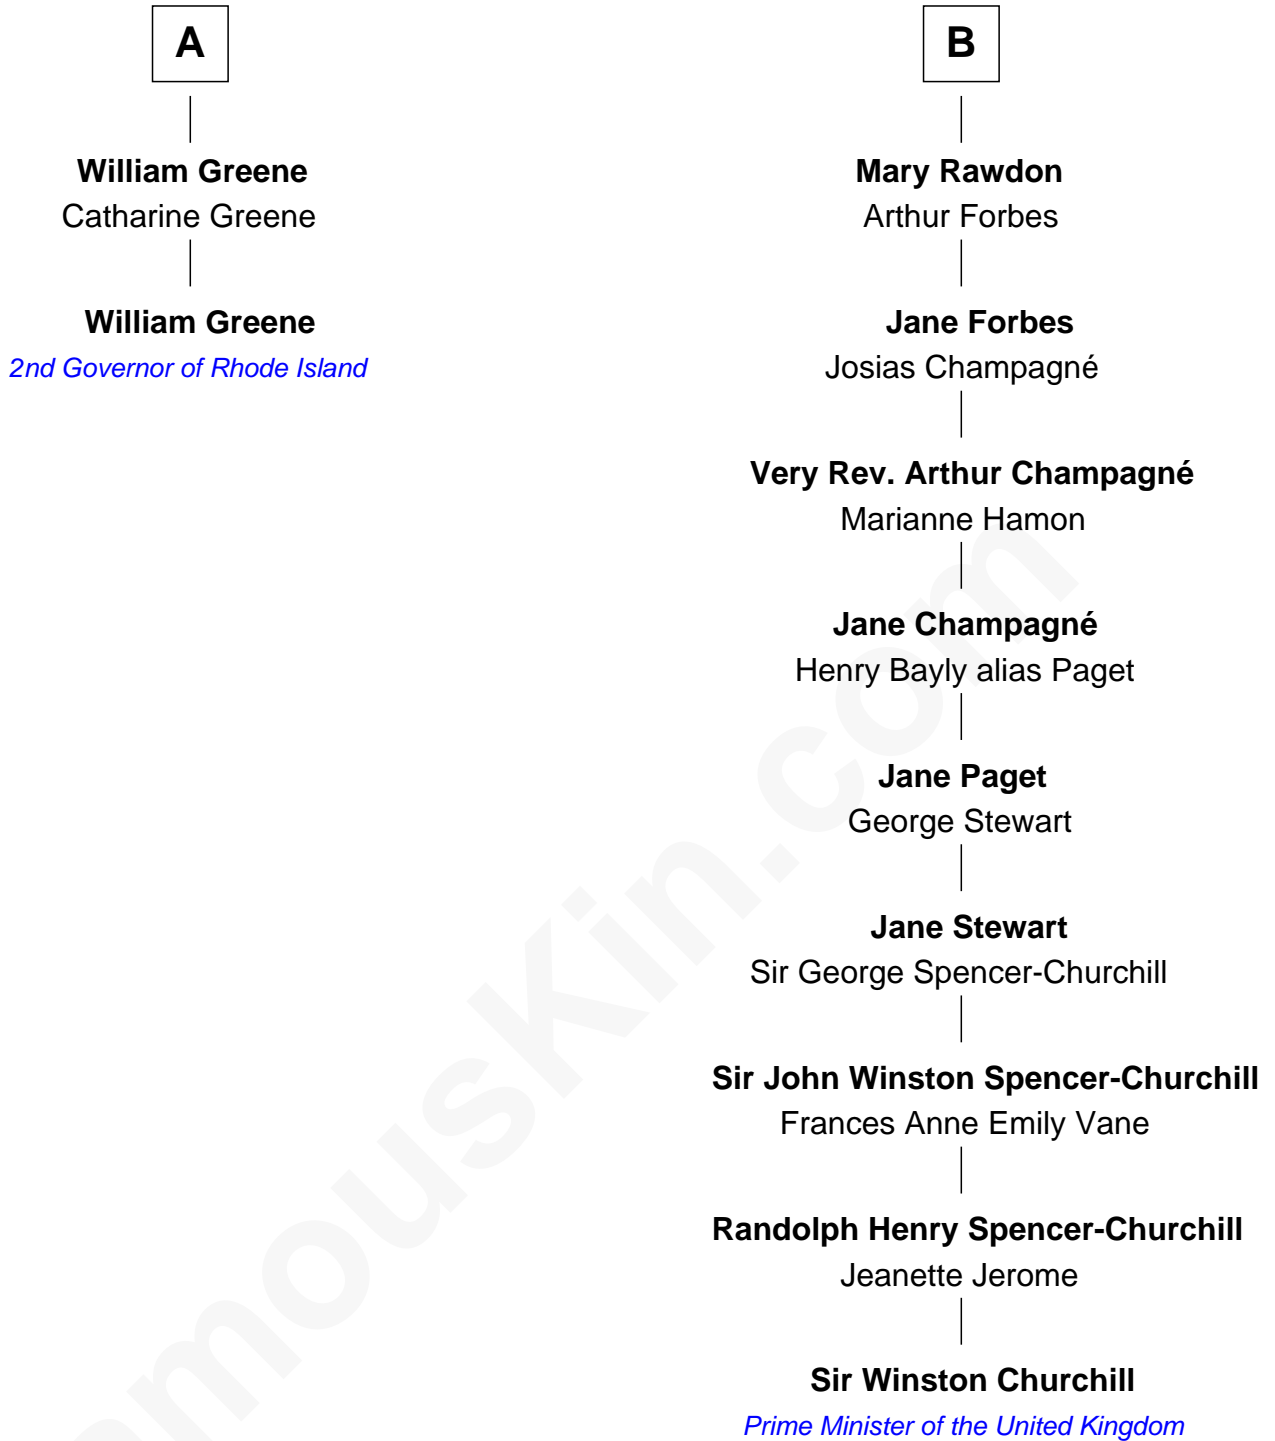 A
William Greene
Catharine Greene
William Greene
2nd Governor of Rhode Island
B
Mary Rawdon
Arthur Forbes
Jane Forbes
Josias Champagné
Very Rev. Arthur Champagné
Marianne Hamon
Jane Champagné
Henry Bayly alias Paget
Jane Paget
George Stewart
Jane Stewart
Sir George Spencer-Churchill
Sir John Winston Spencer-Churchill
Frances Anne Emily Vane
Randolph Henry Spencer-Churchill
Jeanette Jerome
Sir Winston Churchill
Prime Minister of the United Kingdom
amouskin.com